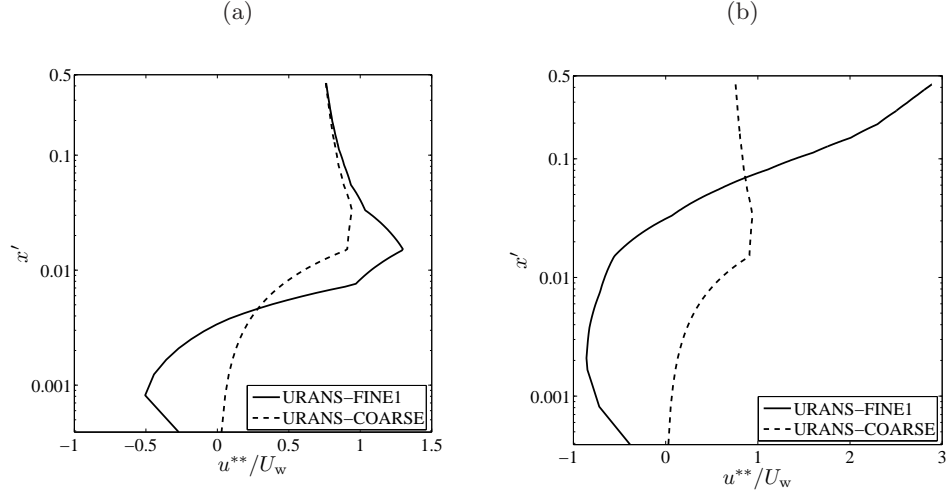 (a)
0.5
0.1
0.01
0.001
x′
URANS−FINE1
URANS−COARSE
−1 −0.5 0 0.5 1 1.5
u**/Uw
(b)
0.5
0.1
0.01
0.001
x′
URANS−FINE1
URANS−COARSE
−1 0 1 2 3
u**/Uw